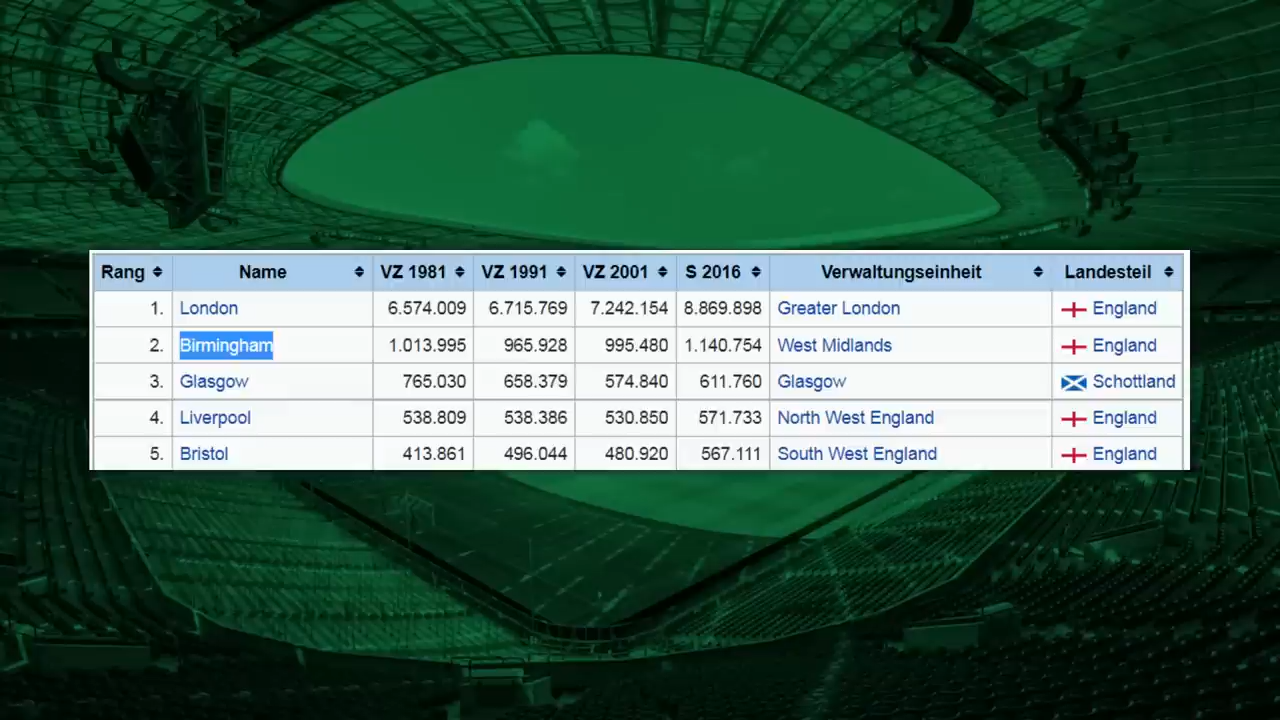 Rang Name VZ 1981 VZ 1991 VZ 2001 S 2016 Verwaltungseinheit Landesteil
1. London 6.574.009 6.715.769 7.242.154 8.869.898 Greater London England
2. Birmingham 1.013.995 965.928 995.480 1.140.754 West Midlands England
3. Glasgow 765.030 658.379 574.840 611.760 Glasgow Schottland
4. Liverpool 538.809 538.386 530.850 571.733 North West England England
5. Bristol 413.861 496.044 480.920 567.111 South West England England